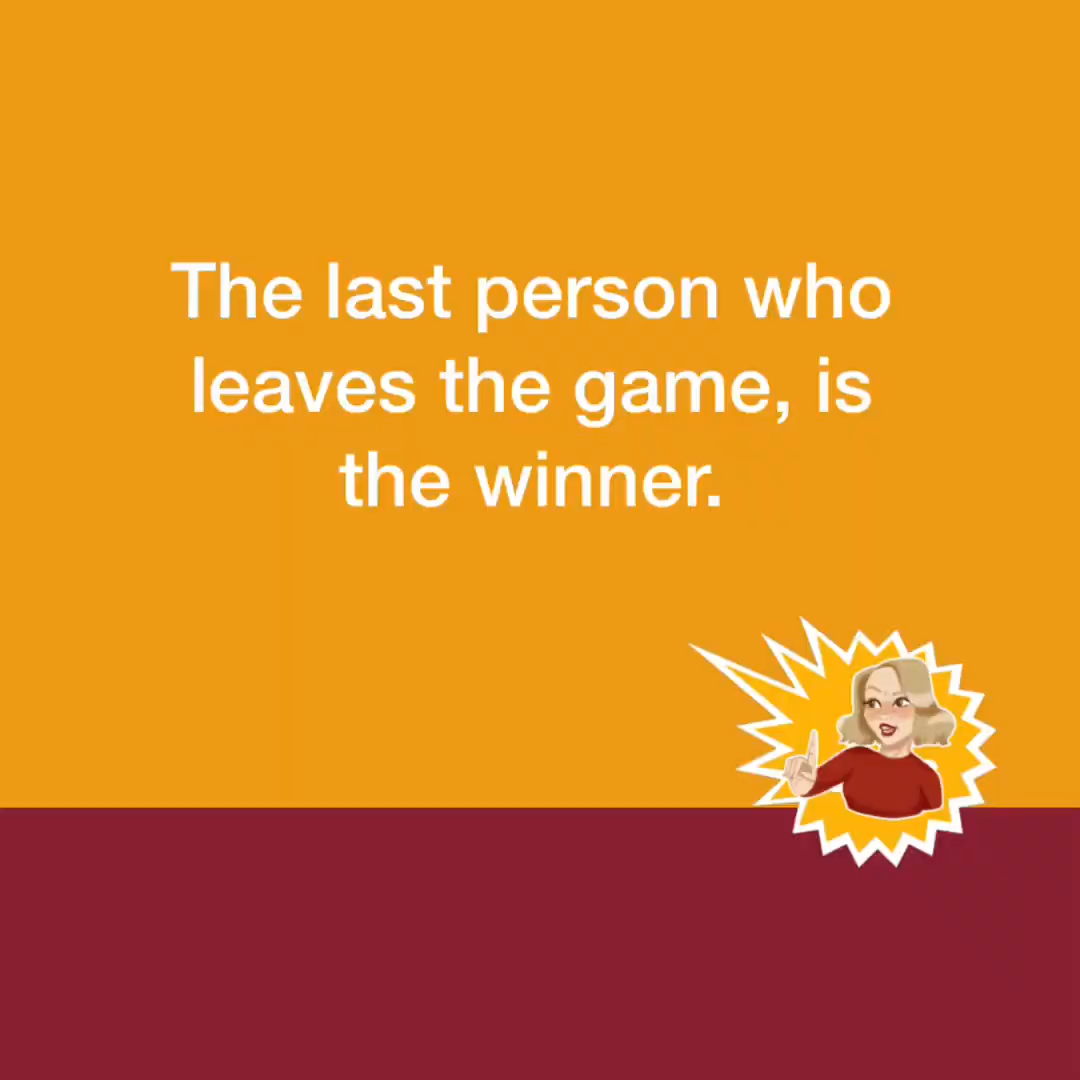 The last person who
leaves the game, is
the winner.